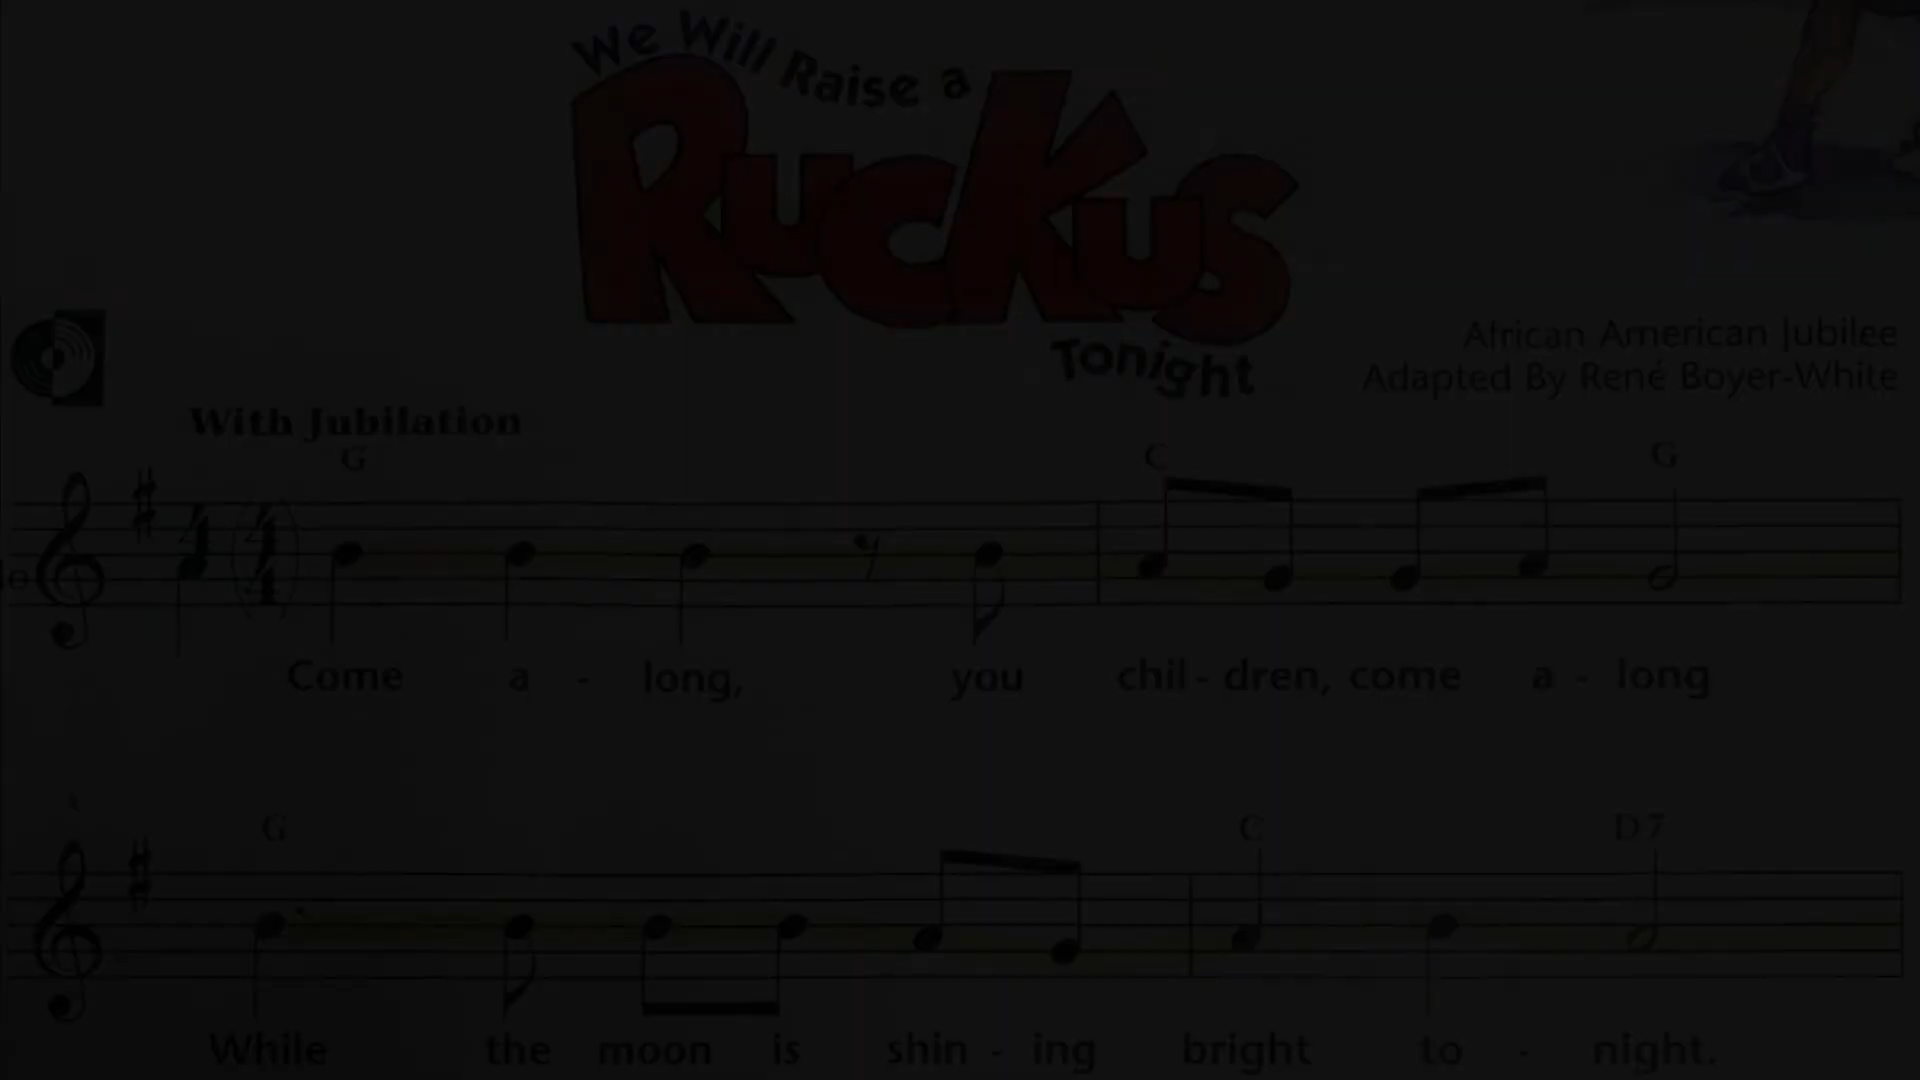 We Will Raise a
Ruckus
Tonight
African American Jubilee
Adapted By René Boyer-White
With Jubilation
G C G
Come a - long, you chil - dren, come a - long
G C D7
While the moon is shin - ing bright to - night.